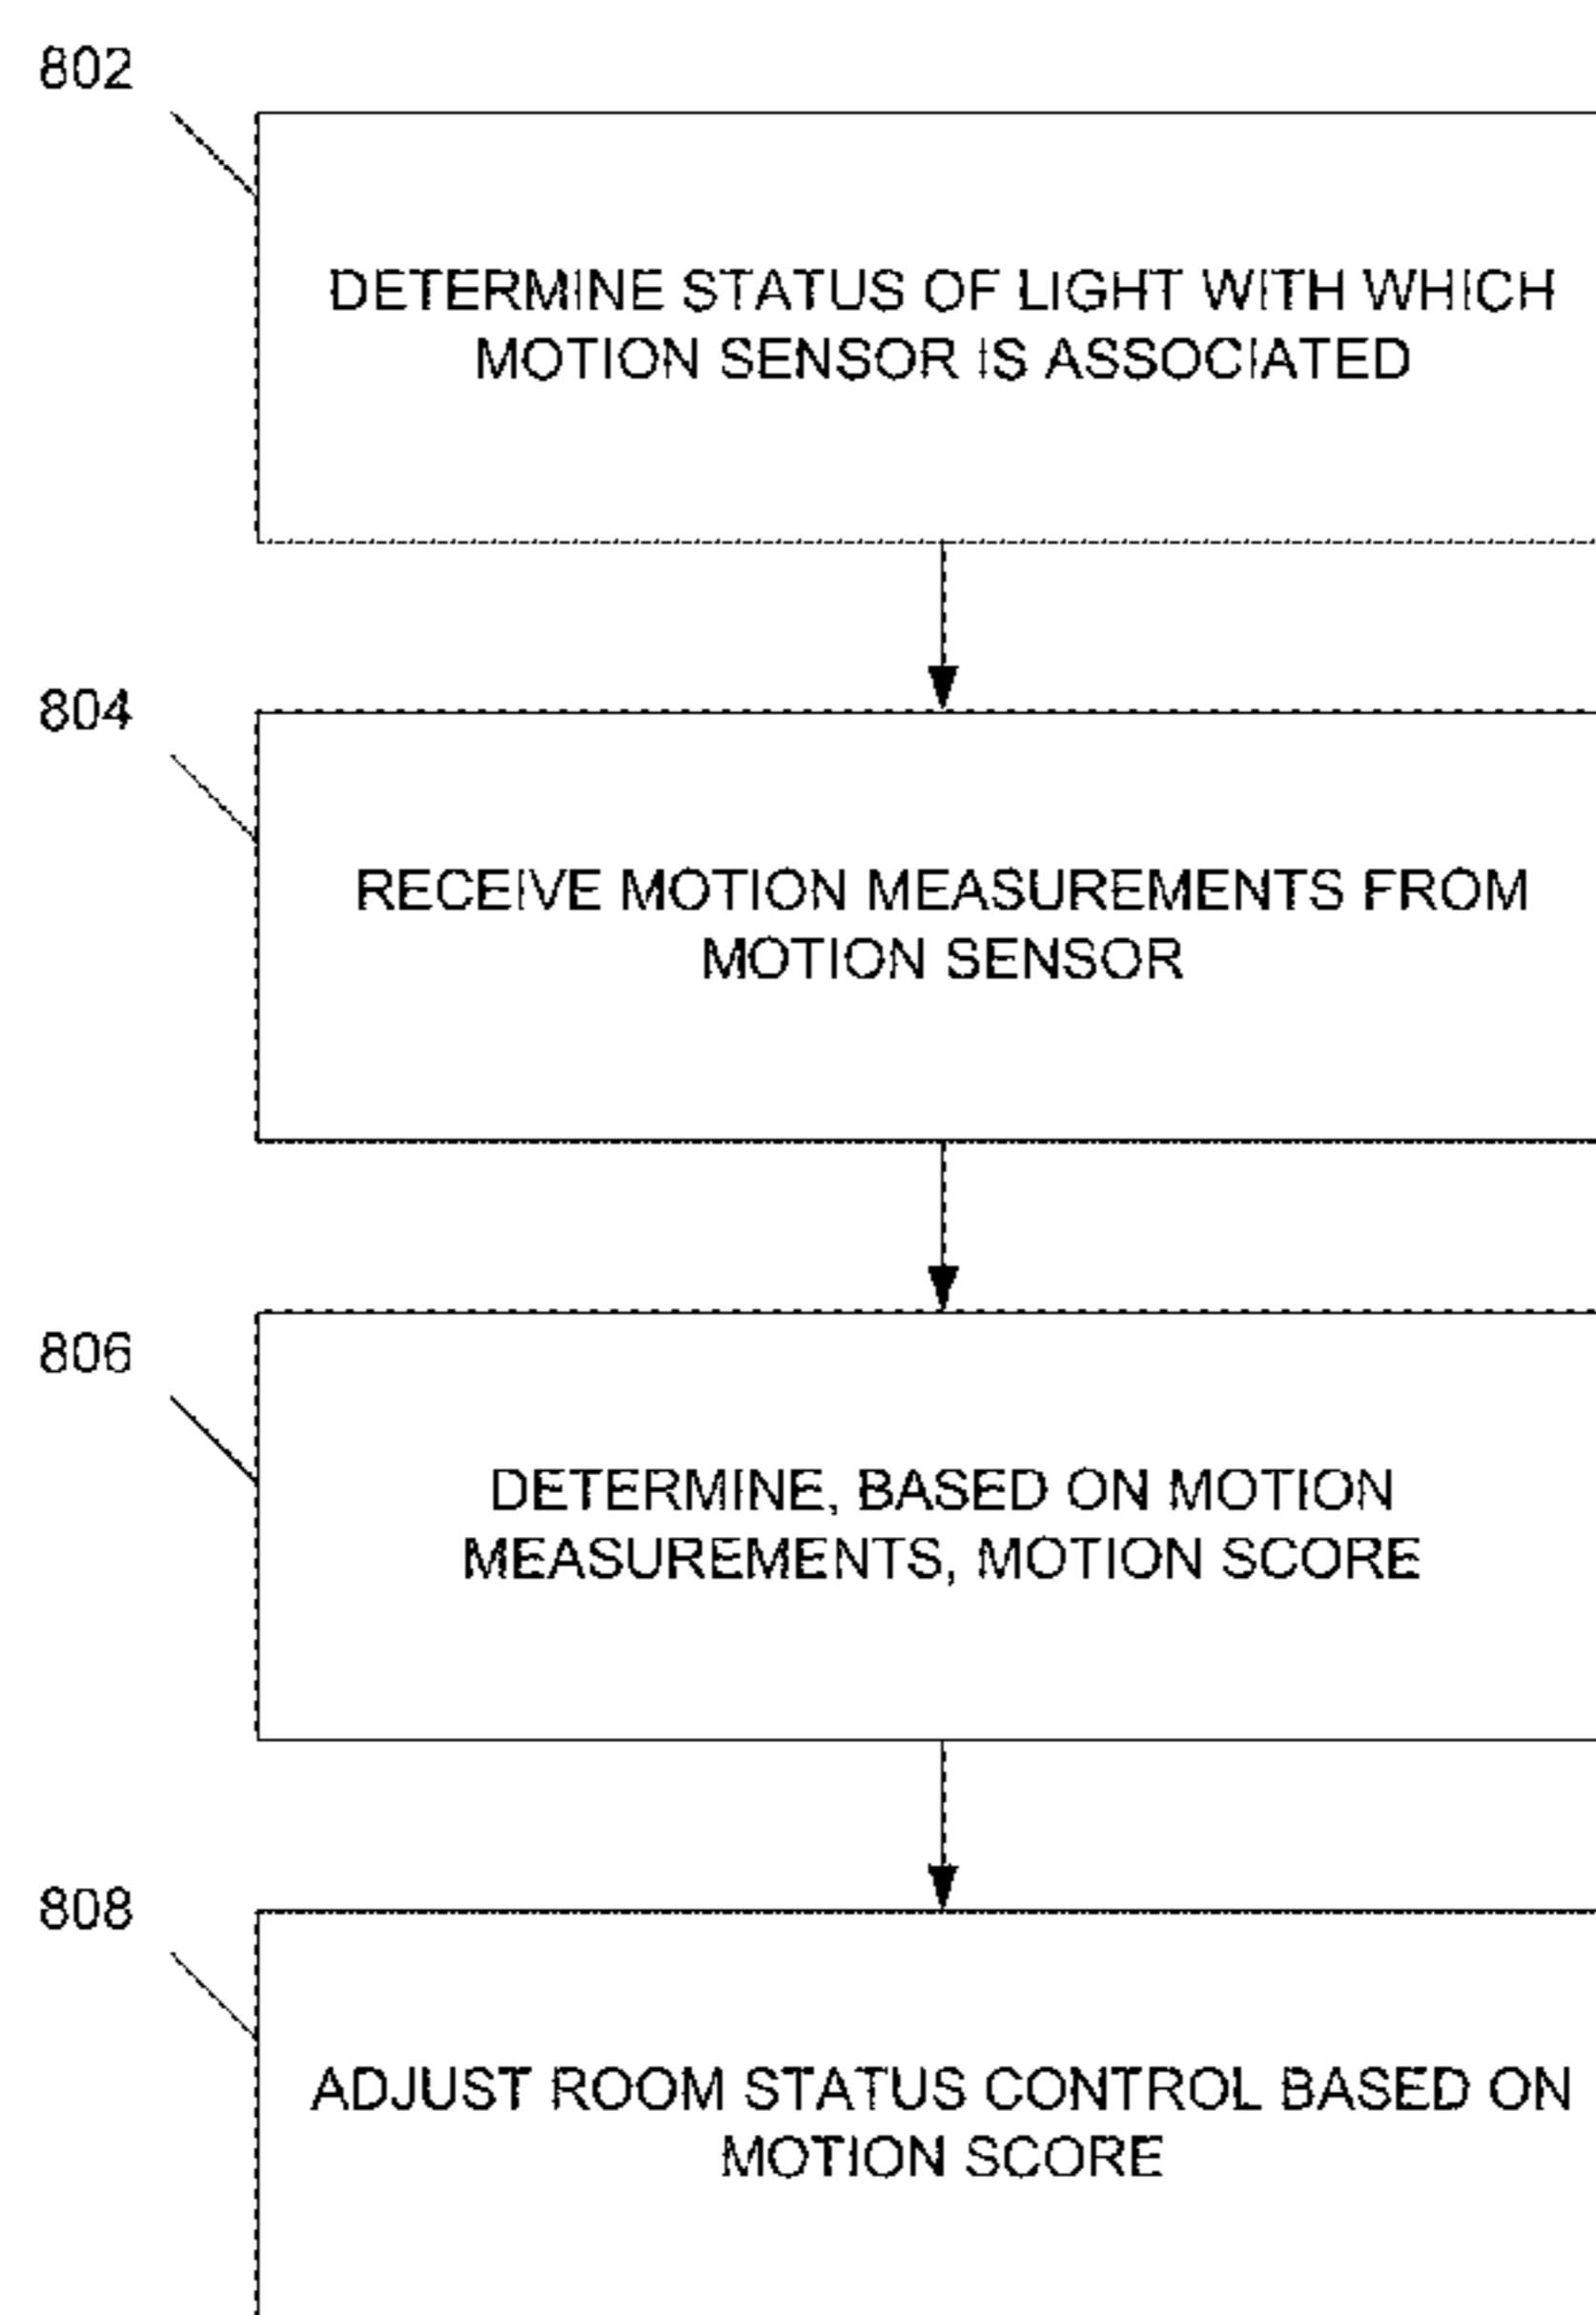 802
DETERMINE STATUS OF LIGHT WITH WHICH
MOTION SENSOR IS ASSOCIATED
804
RECEIVE MOTION MEASUREMENTS FROM
MOTION SENSOR
806
DETERMINE, BASED ON MOTION
MEASUREMENTS, MOTION SCORE
808
ADJUST ROOM STATUS CONTROL BASED ON
MOTION SCORE